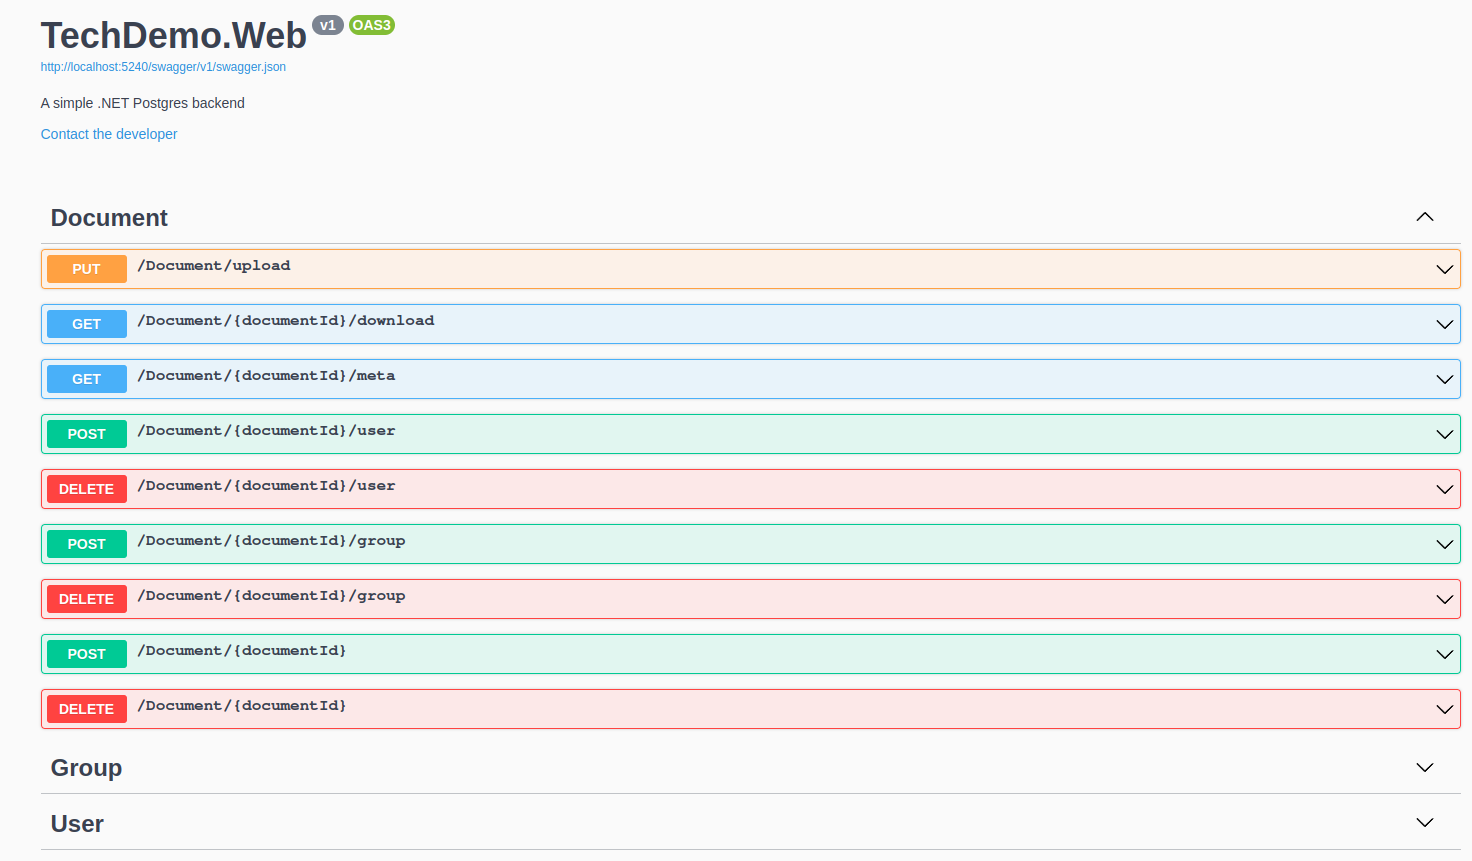 TechDemo.Web v1 OAS3
http://localhost:5240/swagger/v1/swagger.json
A simple .NET Postgres backend
Contact the developer
Document
PUT /Document/upload
GET /Document/{documentId}/download
GET /Document/{documentId}/meta
POST /Document/{documentId}/user
DELETE /Document/{documentId}/user
POST /Document/{documentId}/group
DELETE /Document/{documentId}/group
POST /Document/{documentId}
DELETE /Document/{documentId}
Group
User